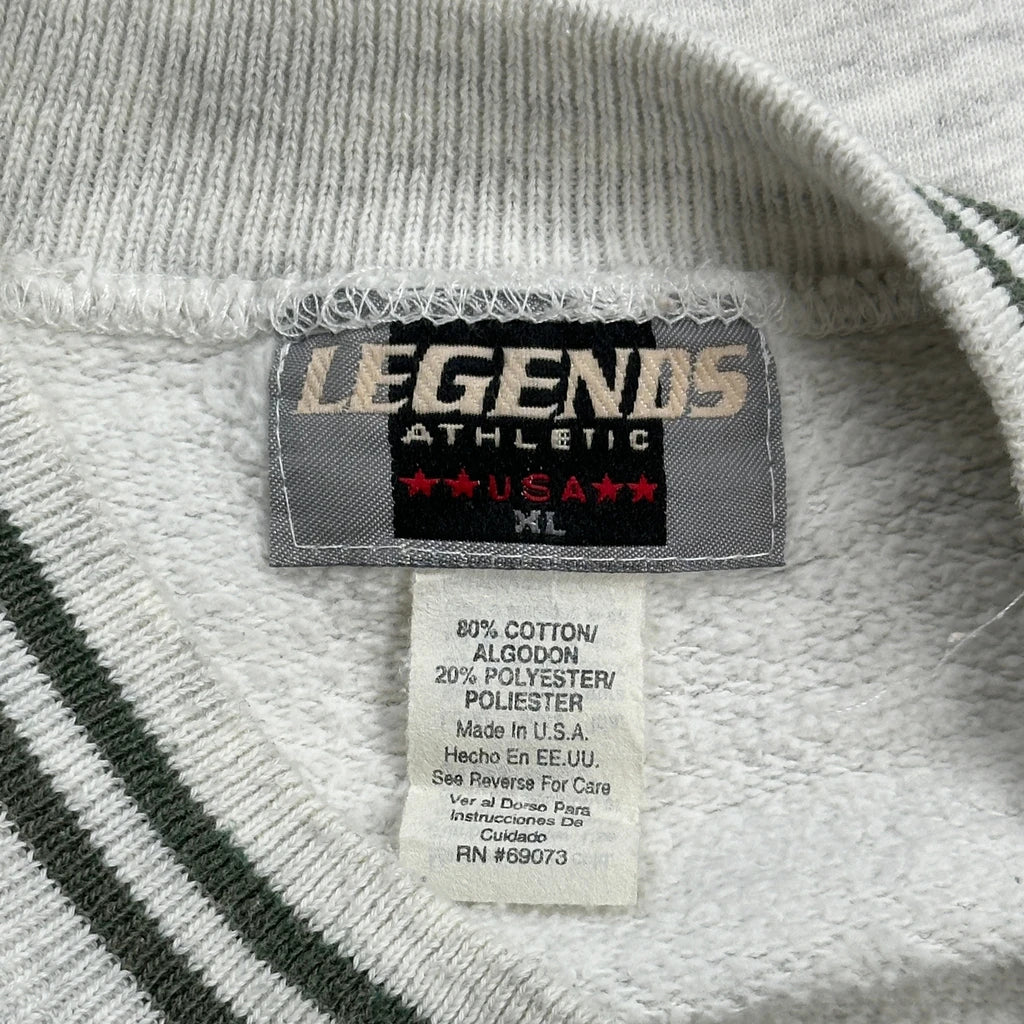 LEGENDS
ATHLETIC
★★USA★★
XL
80% COTTON/
ALGODON
20% POLYESTER/
POLIESTER
Made In U.S.A.
Hecho En EE.UU.
See Reverse For Care
Ver al Dorso Para
Instrucciones De
Cuidado
RN #69073